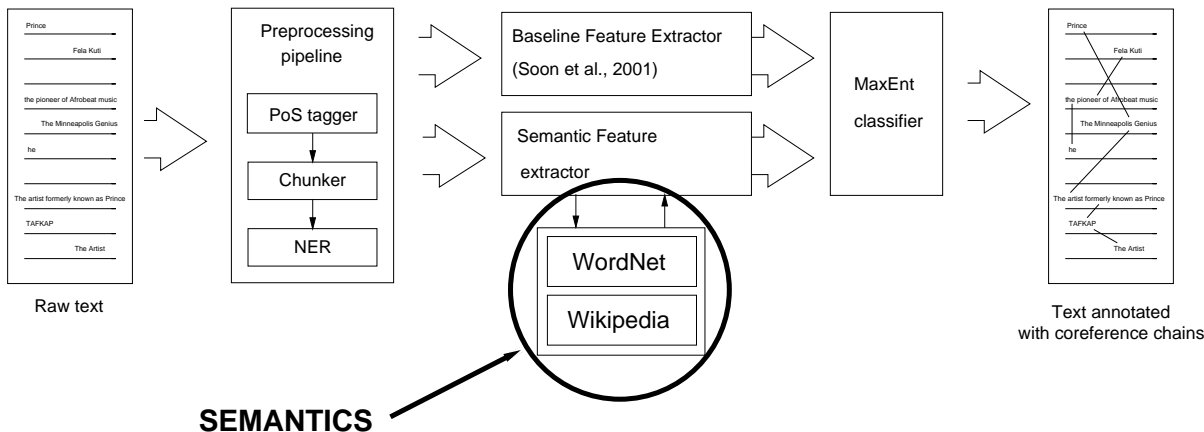 Prince
Fela Kuti
the pioneer of Afrobeat music
The Minneapolis Genius
he
The artist formerly known as Prince
TAFKAP
The Artist
Raw text
Preprocessing
pipeline
PoS tagger
Chunker
NER
Baseline Feature Extractor
(Soon et al., 2001)
Semantic Feature
extractor
WordNet
Wikipedia
SEMANTICS
MaxEnt
classifier
Prince
Fela Kuti
the pioneer of Afrobeat music
The Minneapolis Genius
he
The artist formerly known as Prince
TAFKAP
The Artist
Text annotated
with coreference chains